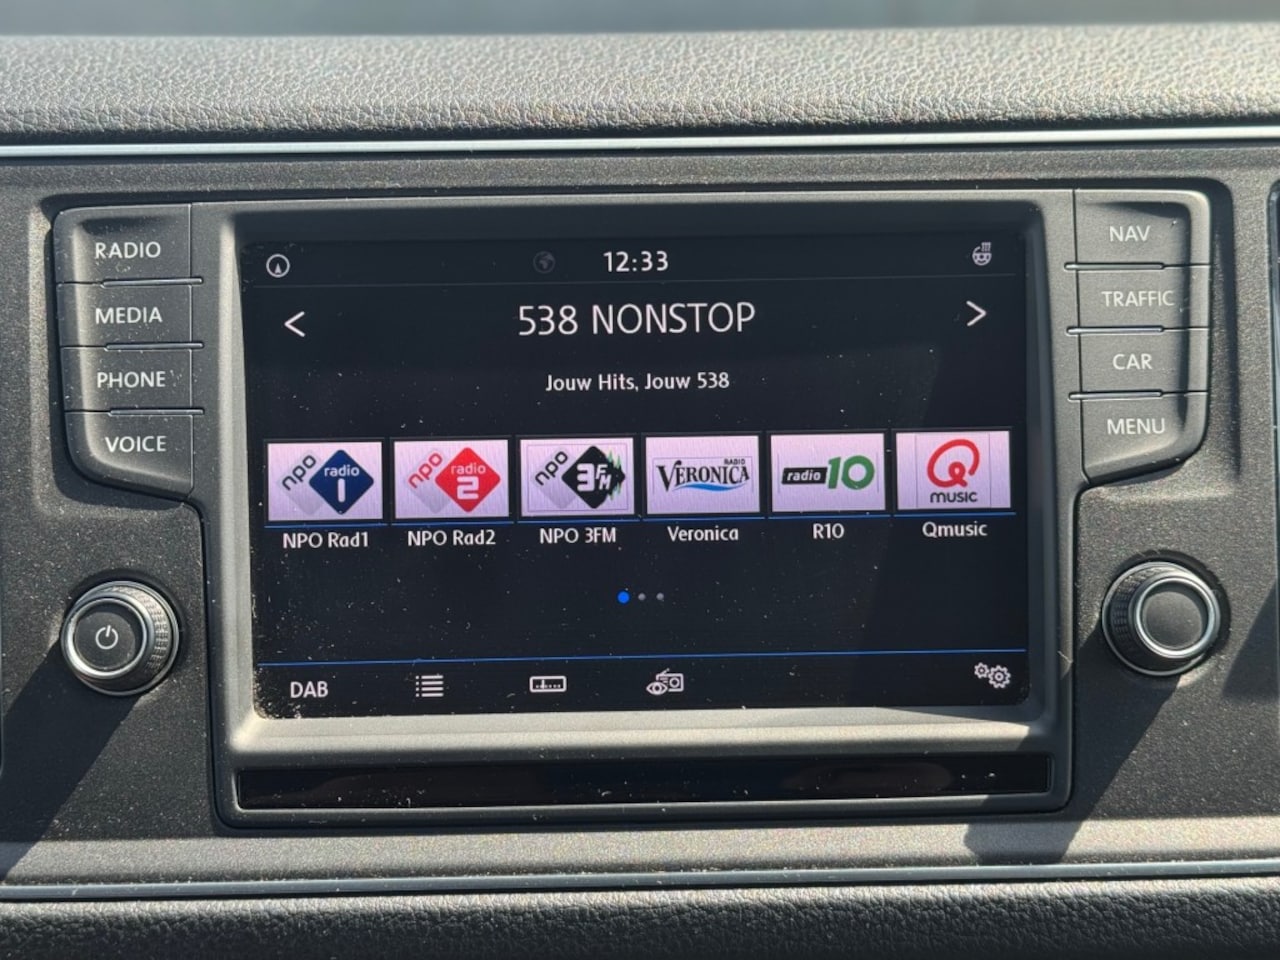 RADIO
MEDIA
PHONE
VOICE
12:33
538 NONSTOP
Jouw Hits, Jouw 538
npo radio 1
npo radio 2
npo 3FM
RADIO VERONICA
radio 10
Q MUSIC
NPO Rad1
NPO Rad2
NPO 3FM
Veronica
R10
Qmusic
DAB
NAV
TRAFFIC
CAR
MENU